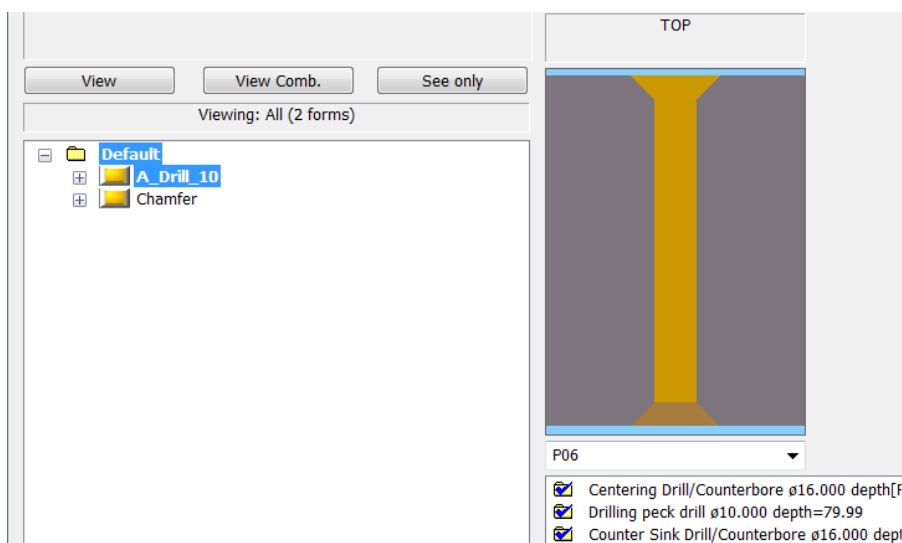 TOP
View
View Comb.
See only
Viewing: All (2 forms)
Default
A_Drill_10
Chamfer
P06
Centering Drill/Counterbore ø16.000 depth[
Drilling peck drill ø10.000 depth=79.99
Counter Sink Drill/Counterbore ø16.000